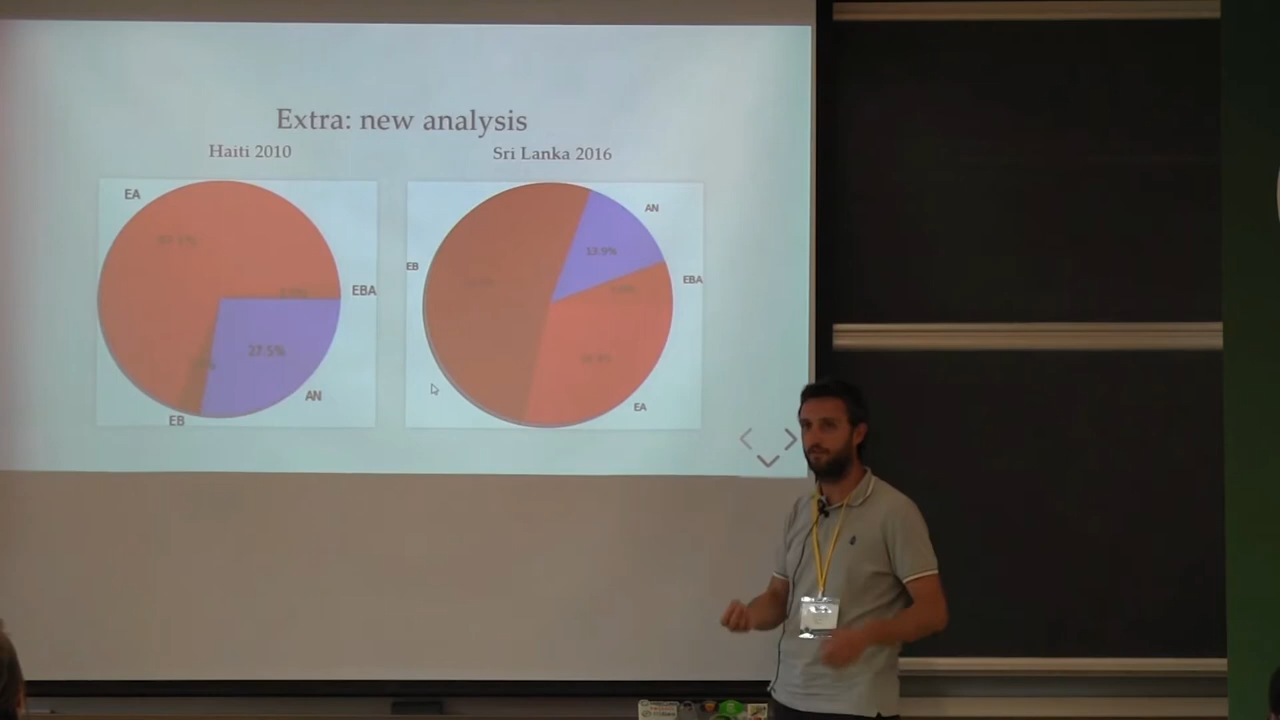 Extra: new analysis
Haiti 2010
Sri Lanka 2016
EA
EBA
27.5%
AN
EB
AN
13.9%
EB
EBA
EA